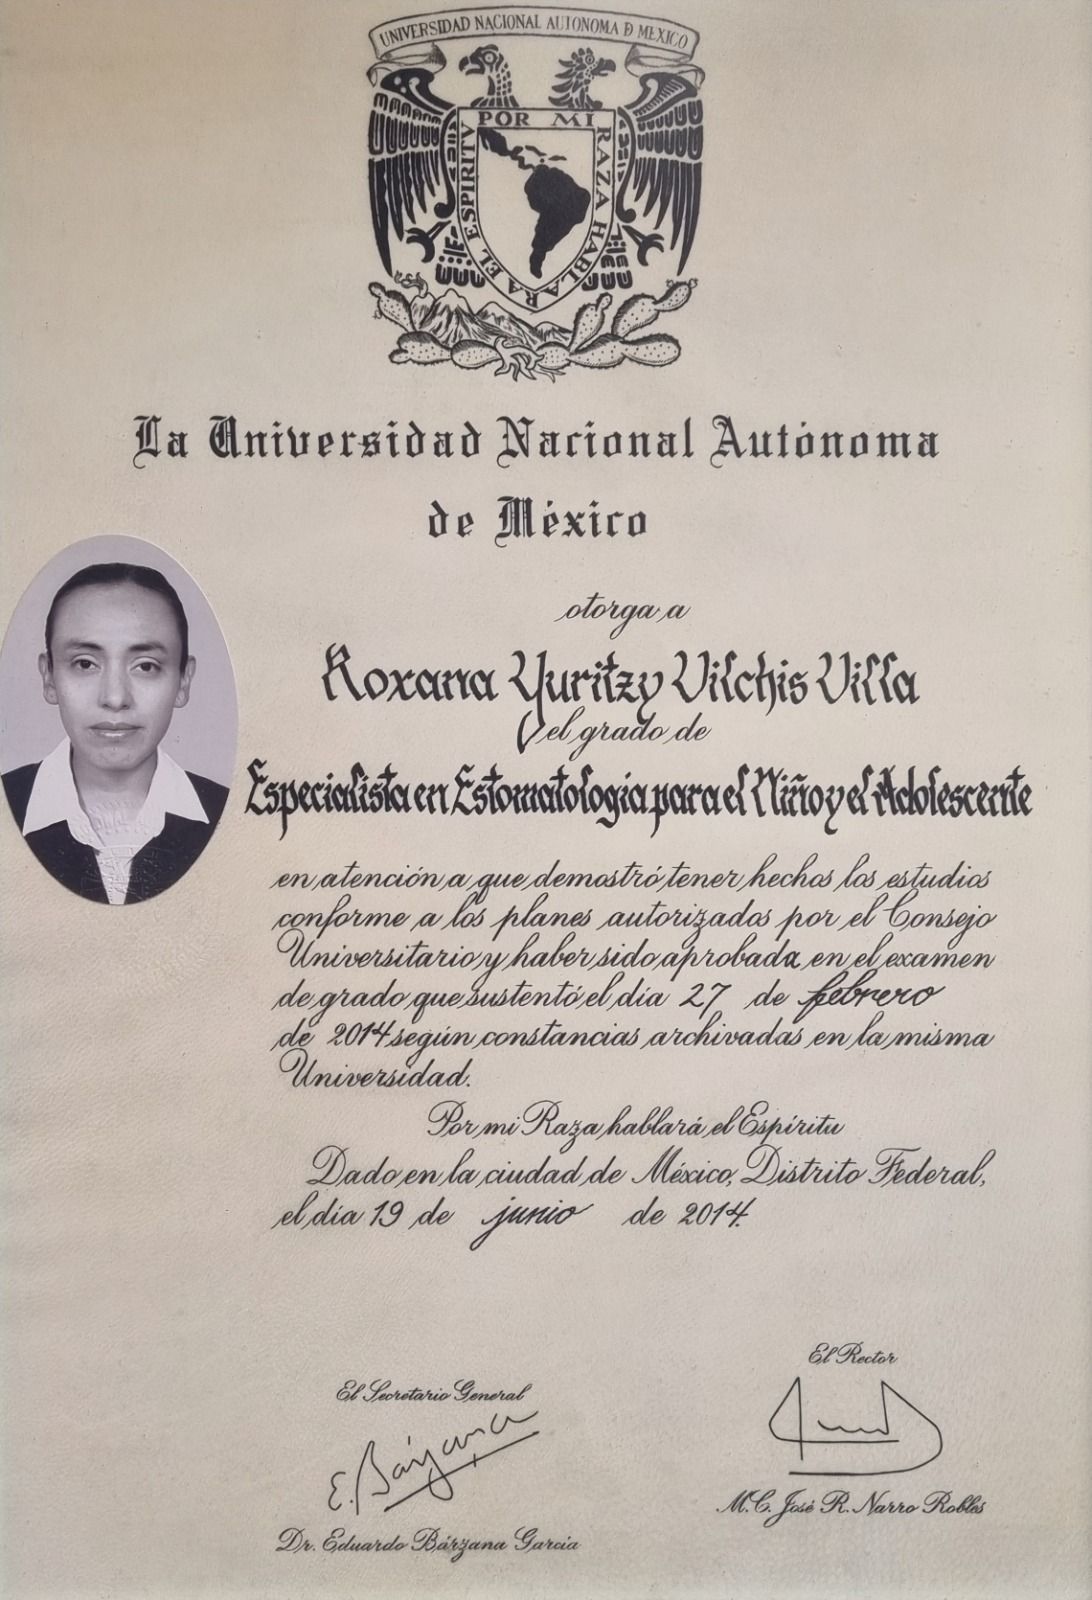 UNIVERSIDAD NACIONAL AUTONOMA D MEXICO
POR MI RAZA HABLARA EL ESPIRITV
La Universidad Nacional Autónoma
de México
otorga a
Roxana Yuritzy Vilchis Villa
el grado de
Especialista en Estomatología para el Niño y el Adolescente
en atención a que demostró tener hechos los estudios
conforme a los planes autorizados por el Consejo
Universitario y haber sido aprobada en el examen
de grado que sustentó el día 27 de febrero
de 2014 según constancias archivadas en la misma
Universidad.
Por mi Raza hablará el Espíritu
Dado en la ciudad de México, Distrito Federal,
el día 19 de junio de 2014.
El Rector
El Secretario General
E. Bárzana
M.C. José R. Narro Robles
Dr. Eduardo Bárzana García